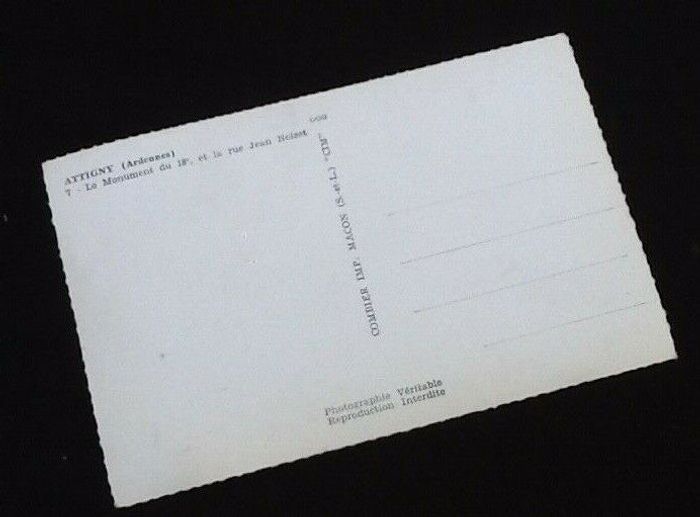 ATTIGNY (Ardennes)
7 - Le Monument du 18e, et la rue Jean Noiset
COMBIER IMP. MACON (S.-et-L.) "CIM"
Photographie Véritable
Reproduction Interdite